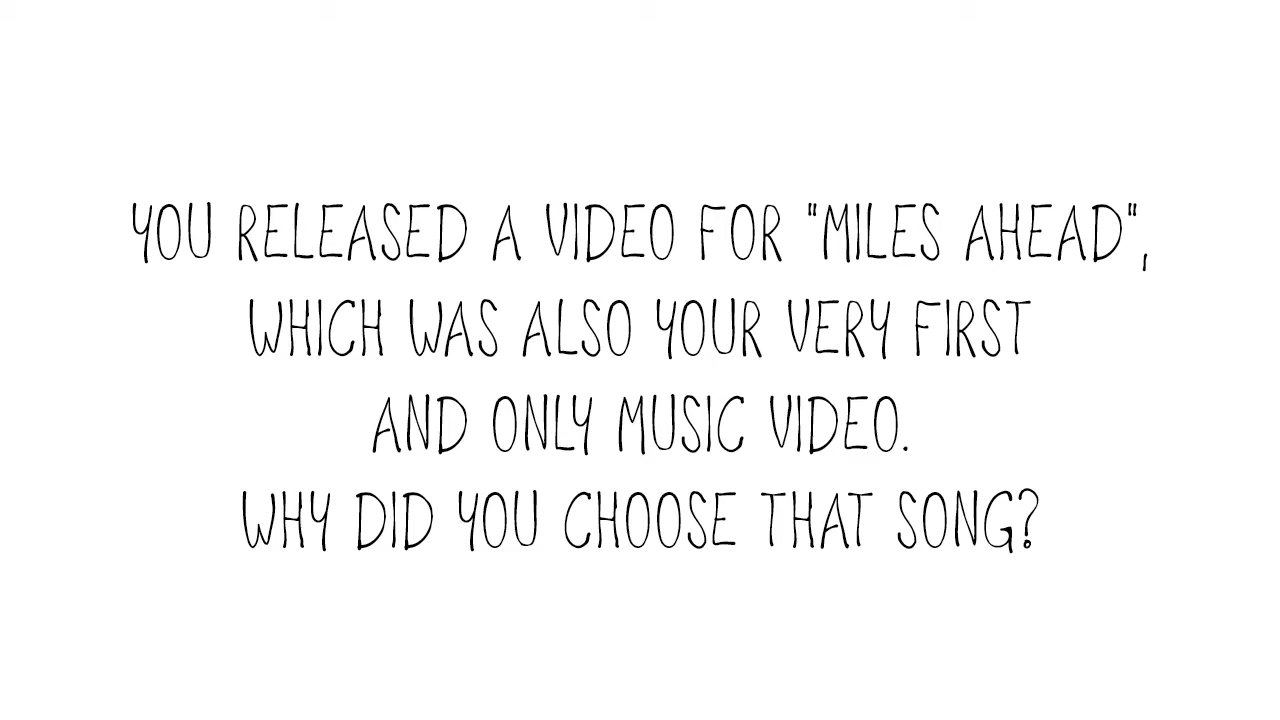 YOU RELEASED A VIDEO FOR "MILES AHEAD",
WHICH WAS ALSO YOUR VERY FIRST
AND ONLY MUSIC VIDEO.
WHY DID YOU CHOOSE THAT SONG?